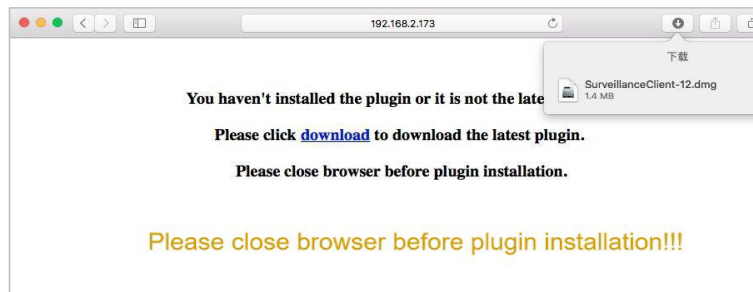 192.168.2.173
下载
SurveillanceClient-12.dmg
1.4 MB
You haven't installed the plugin or it is not the late
Please click download to download the latest plugin.
Please close browser before plugin installation.
Please close browser before plugin installation!!!